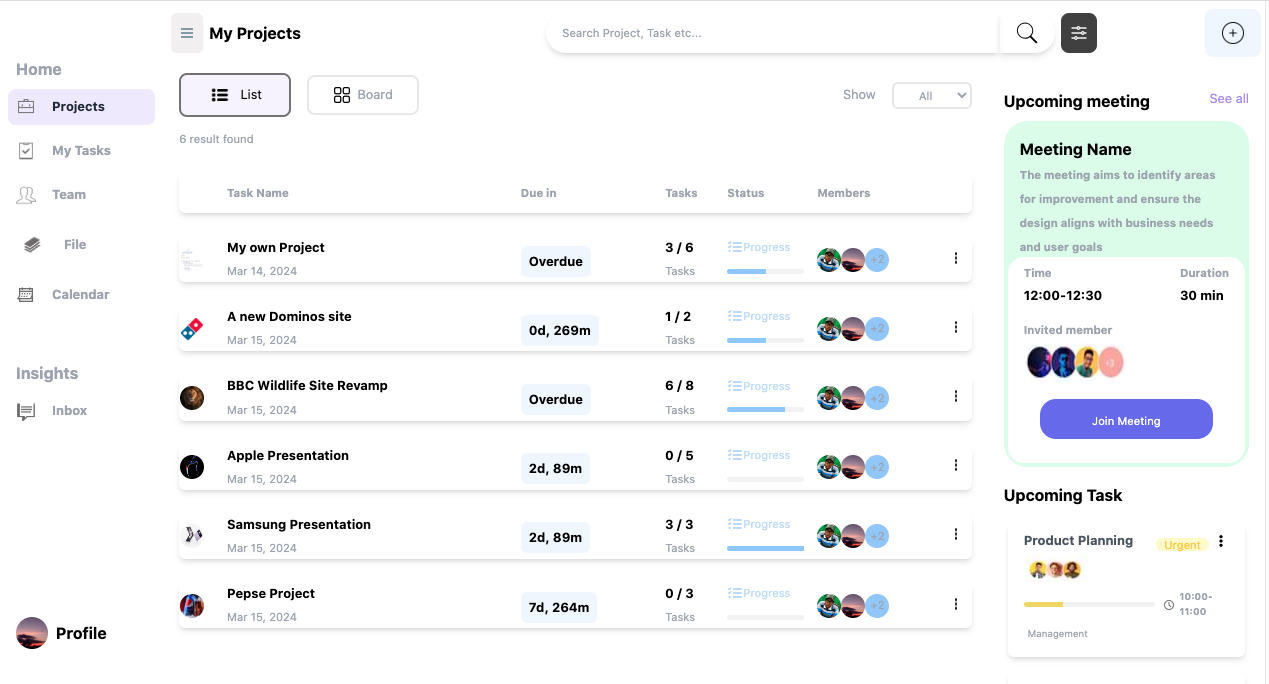 My Projects
Search Project, Task etc...
Home
Projects
My Tasks
Team
File
Calendar
Insights
Inbox
Profile
List
Board
Show
All
6 result found
Task Name Due in Tasks Status Members
My own Project
Mar 14, 2024
Overdue
3 / 6
Tasks
Progress
+2
A new Dominos site
Mar 15, 2024
0d, 269m
1 / 2
Tasks
Progress
+2
BBC Wildlife Site Revamp
Mar 15, 2024
Overdue
6 / 8
Tasks
Progress
+2
Apple Presentation
Mar 15, 2024
2d, 89m
0 / 5
Tasks
Progress
+2
Samsung Presentation
Mar 15, 2024
2d, 89m
3 / 3
Tasks
Progress
+2
Pepse Project
Mar 15, 2024
7d, 264m
0 / 3
Tasks
Progress
+2
Upcoming meeting
See all
Meeting Name
The meeting aims to identify areas
for improvement and ensure the
design aligns with business needs
and user goals
Time Duration
12:00-12:30 30 min
Invited member
+3
Join Meeting
Upcoming Task
Product Planning
Urgent
10:00-
11:00
Management